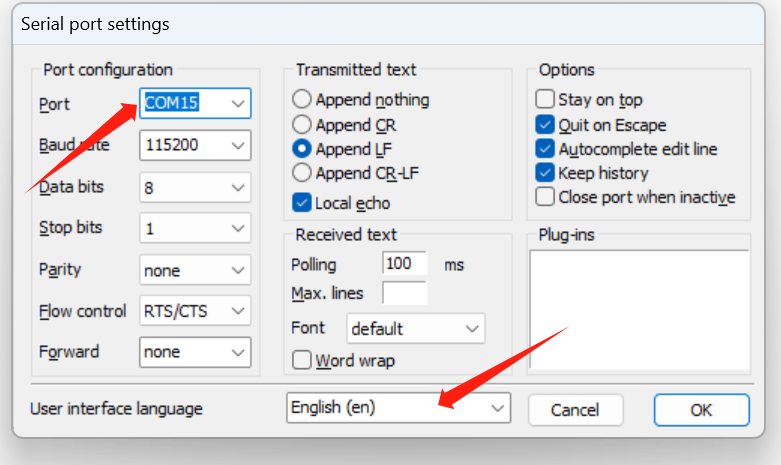 Serial port settings
Port configuration
Port COM15
Baud rate 115200
Data bits 8
Stop bits 1
Parity none
Flow control RTS/CTS
Forward none
Transmitted text
Append nothing
Append CR
Append LF
Append CR-LF
Local echo
Received text
Polling 100 ms
Max. lines
Font default
Word wrap
Options
Stay on top
Quit on Escape
Autocomplete edit line
Keep history
Close port when inactive
Plug-ins
User interface language English (en) Cancel OK